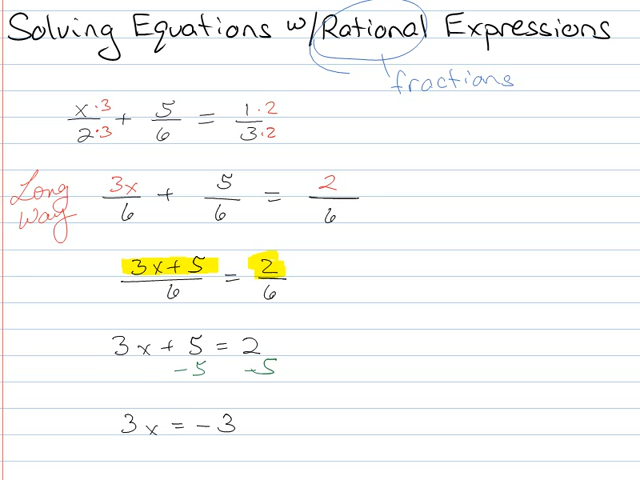 Solving Equations w/ Rational Expressions
fractions
x·3/2·3 + 5/6 = 1·2/3·2
Long Way 3x/6 + 5/6 = 2/6
3x+5/6 = 2/6
3x + 5 = 2
-5 -5
3x = -3